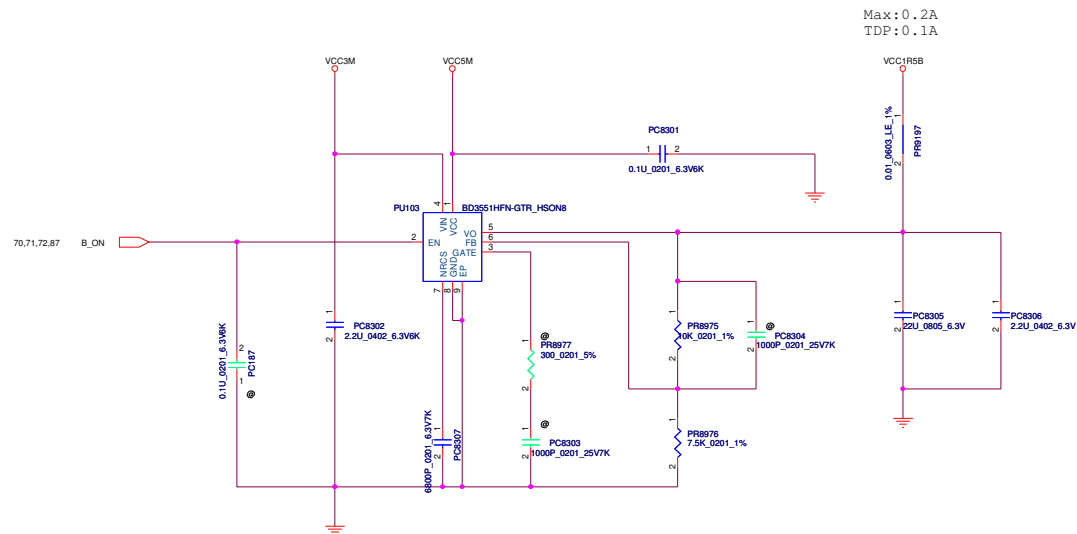 Max:0.2A
TDP:0.1A
VCC3M
VCC5M
VCC1R5B
PC8301
1 2
0.1U_0201_6.3V6K
1
0.01_0603_LE_1%
PR9197
2
PU103
BD3551HFN-GTR_HSON8
4
1
VIN
VCC
VO
5
FB
6
GATE
3
70,71,72,87
B_ON
2
EN
NRCS
GND
EP
7
8
9
1
PC8302
2.2U_0402_6.3V6K
2
0.1U_0201_6.3V6K
2
PC187
1
@
@
1
PR8977
300_0201_5%
2
1
PR8975
10K_0201_1%
2
@
1
PC8304
1000P_0201_25V7K
2
1
PC8305
22U_0805_6.3V
2
1
PC8306
2.2U_0402_6.3V
2
6800P_0201_6.3V7K
1
PC8307
2
@
1
PC8303
1000P_0201_25V7K
2
1
PR8976
7.5K_0201_1%
2